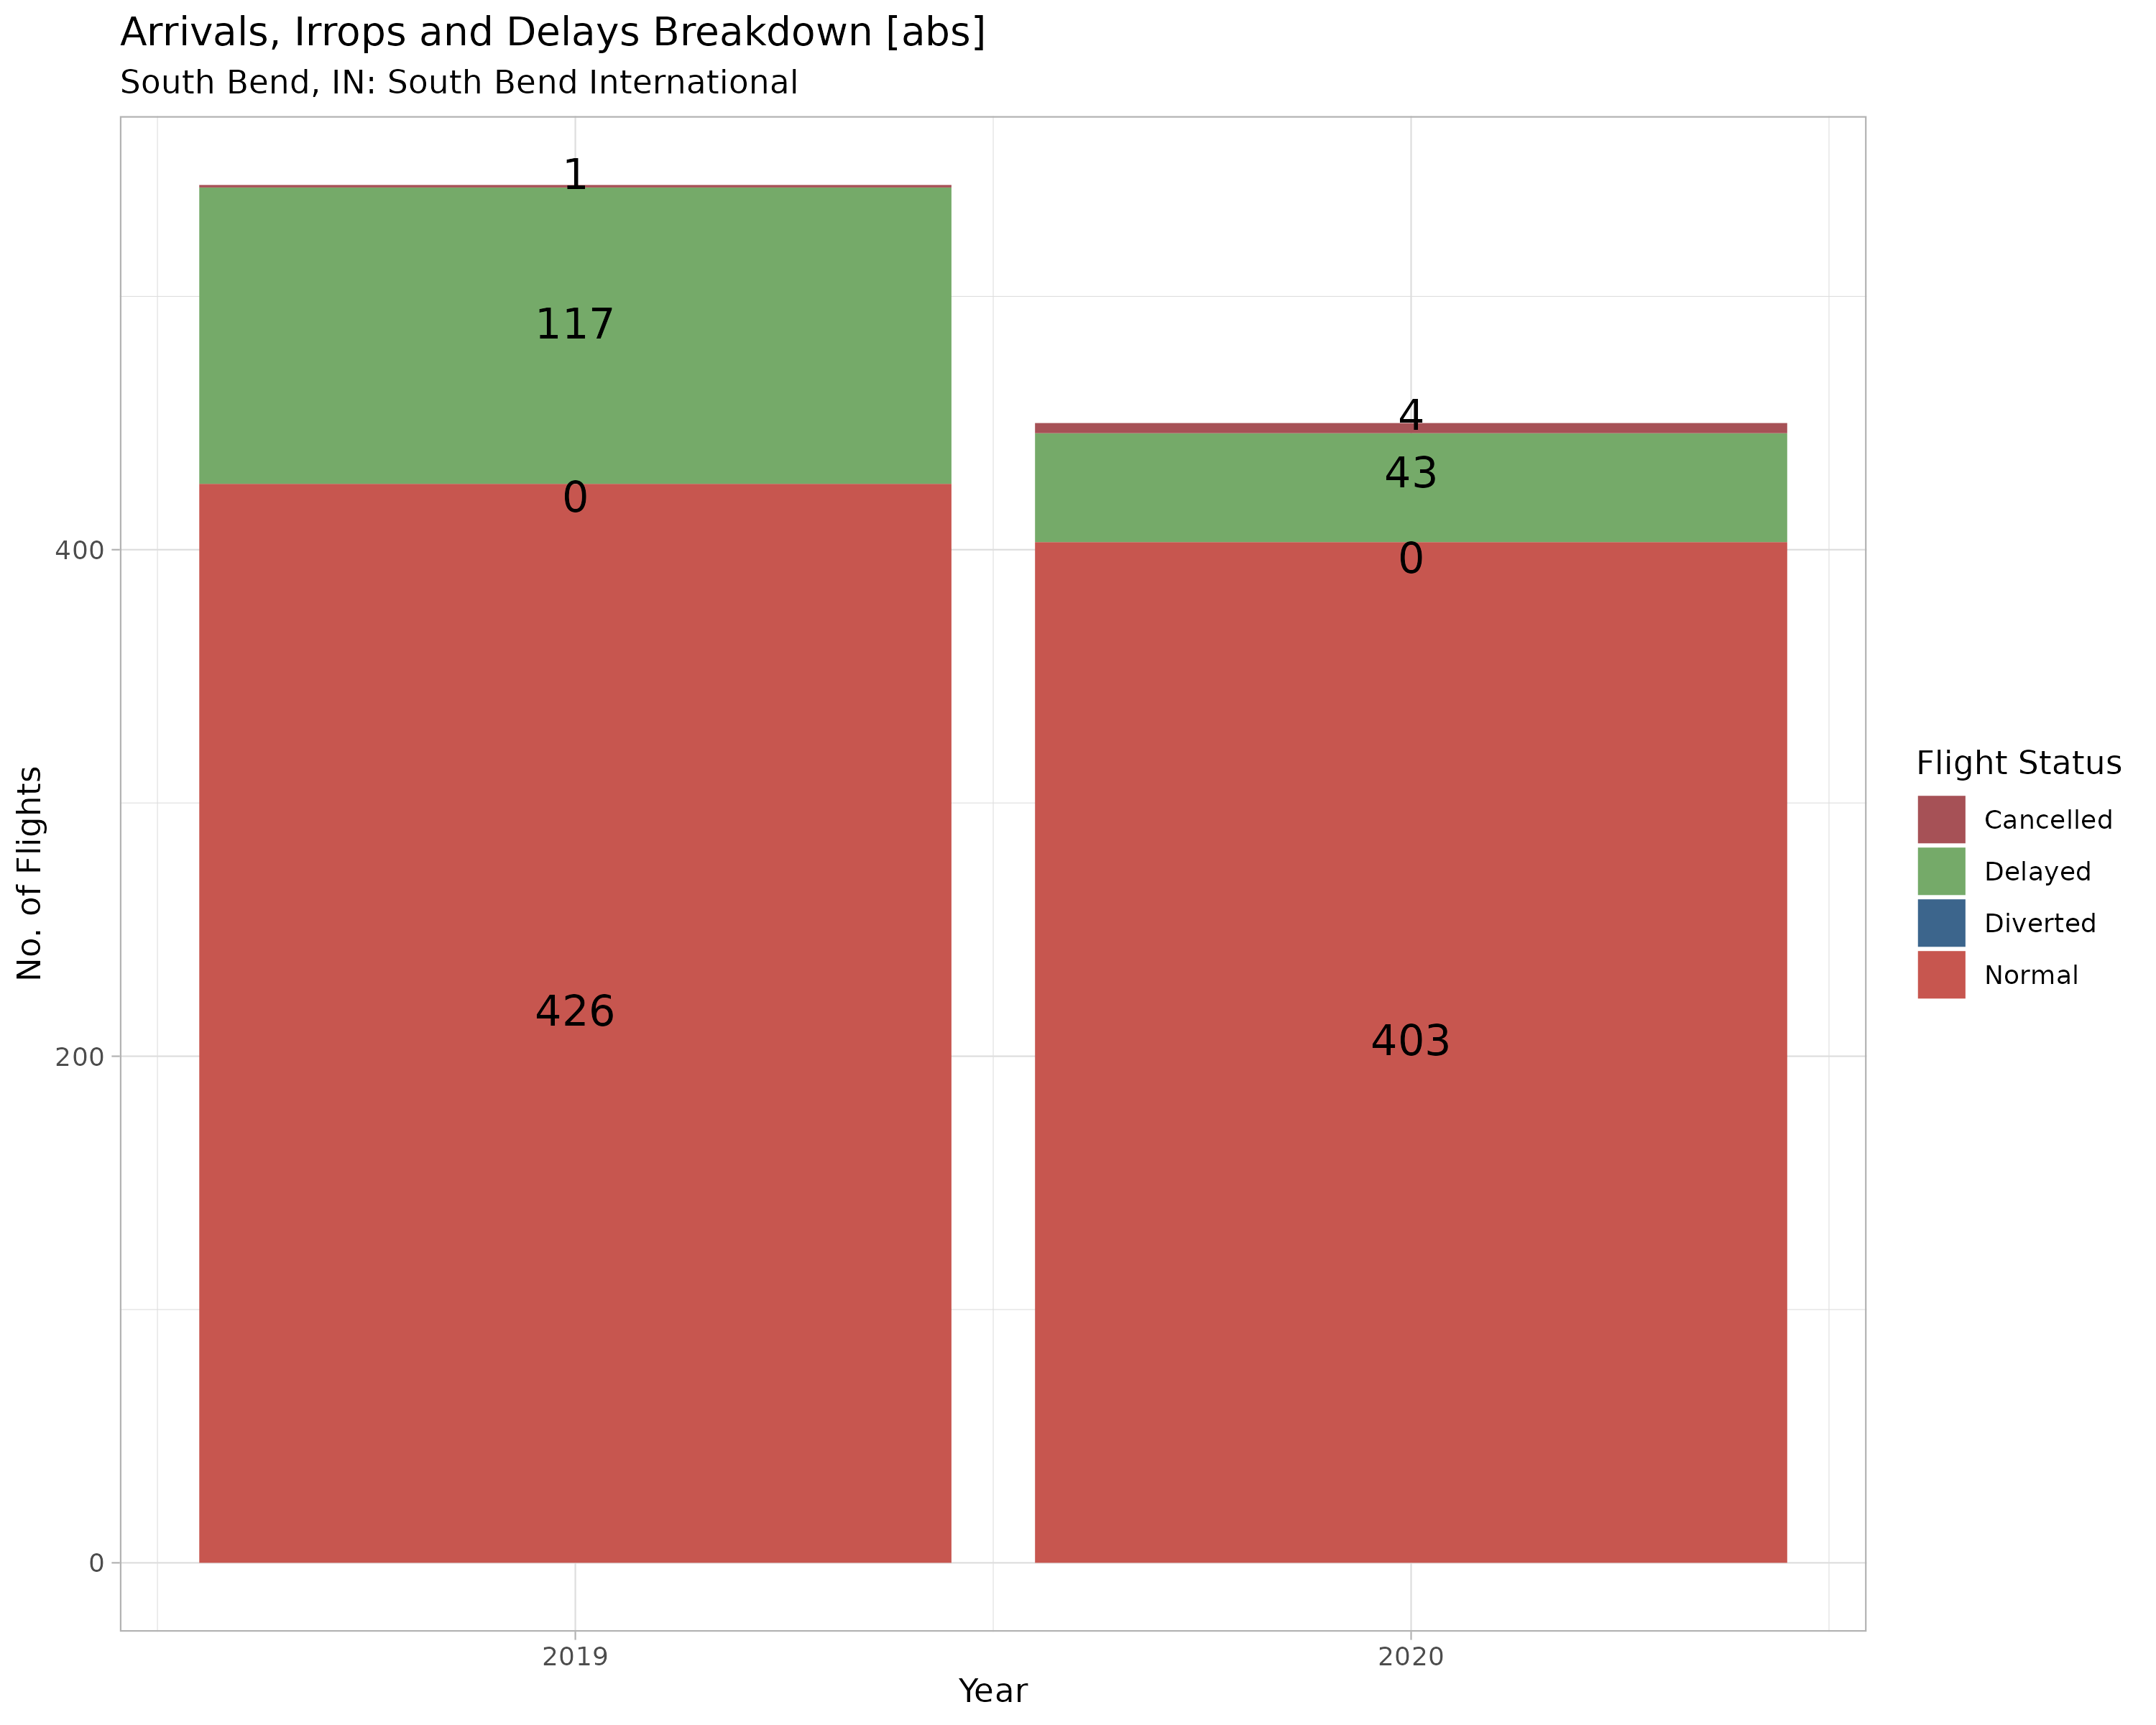 Arrivals, Irrops and Delays Breakdown [abs]
South Bend, IN: South Bend International
1
117
0
426
4
43
0
403
400
200
0
No. of Flights
2019
2020
Year
Flight Status
Cancelled
Delayed
Diverted
Normal